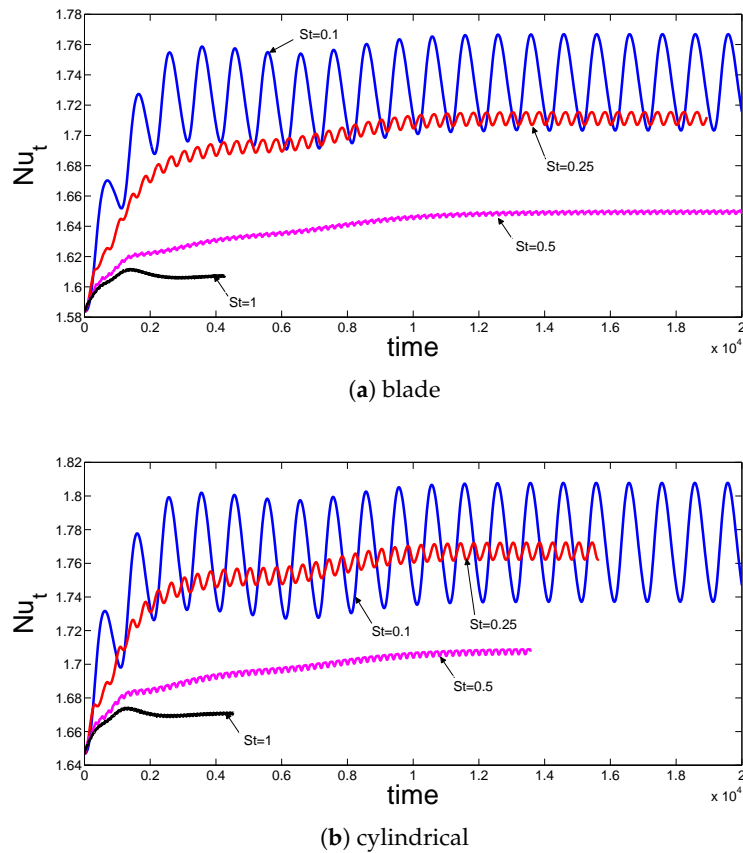 1.78
1.76
1.74
1.72
1.7
1.68
1.66
1.64
1.62
1.6
1.58
Nu_t
St=0.1
St=0.25
St=0.5
St=1
0 0.2 0.4 0.6 0.8 1 1.2 1.4 1.6 1.8 2
x 10^4
time
(a) blade
1.82
1.8
1.78
1.76
1.74
1.72
1.7
1.68
1.66
1.64
Nu_t
St=0.1
St=0.25
St=0.5
St=1
0 0.2 0.4 0.6 0.8 1 1.2 1.4 1.6 1.8 2
x 10^4
time
(b) cylindrical